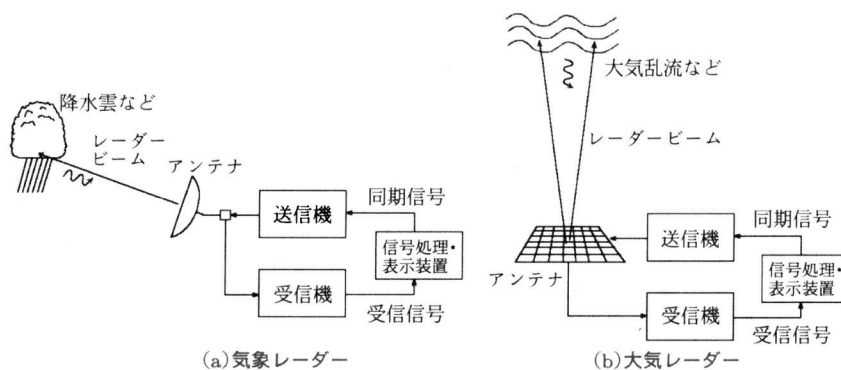 降水雲など
レーダー
ビーム
アンテナ
送信機
同期信号
信号処理・
表示装置
受信機
受信信号
(a)気象レーダー
大気乱流など
レーダービーム
アンテナ
送信機
同期信号
信号処理・
表示装置
受信機
受信信号
(b)大気レーダー